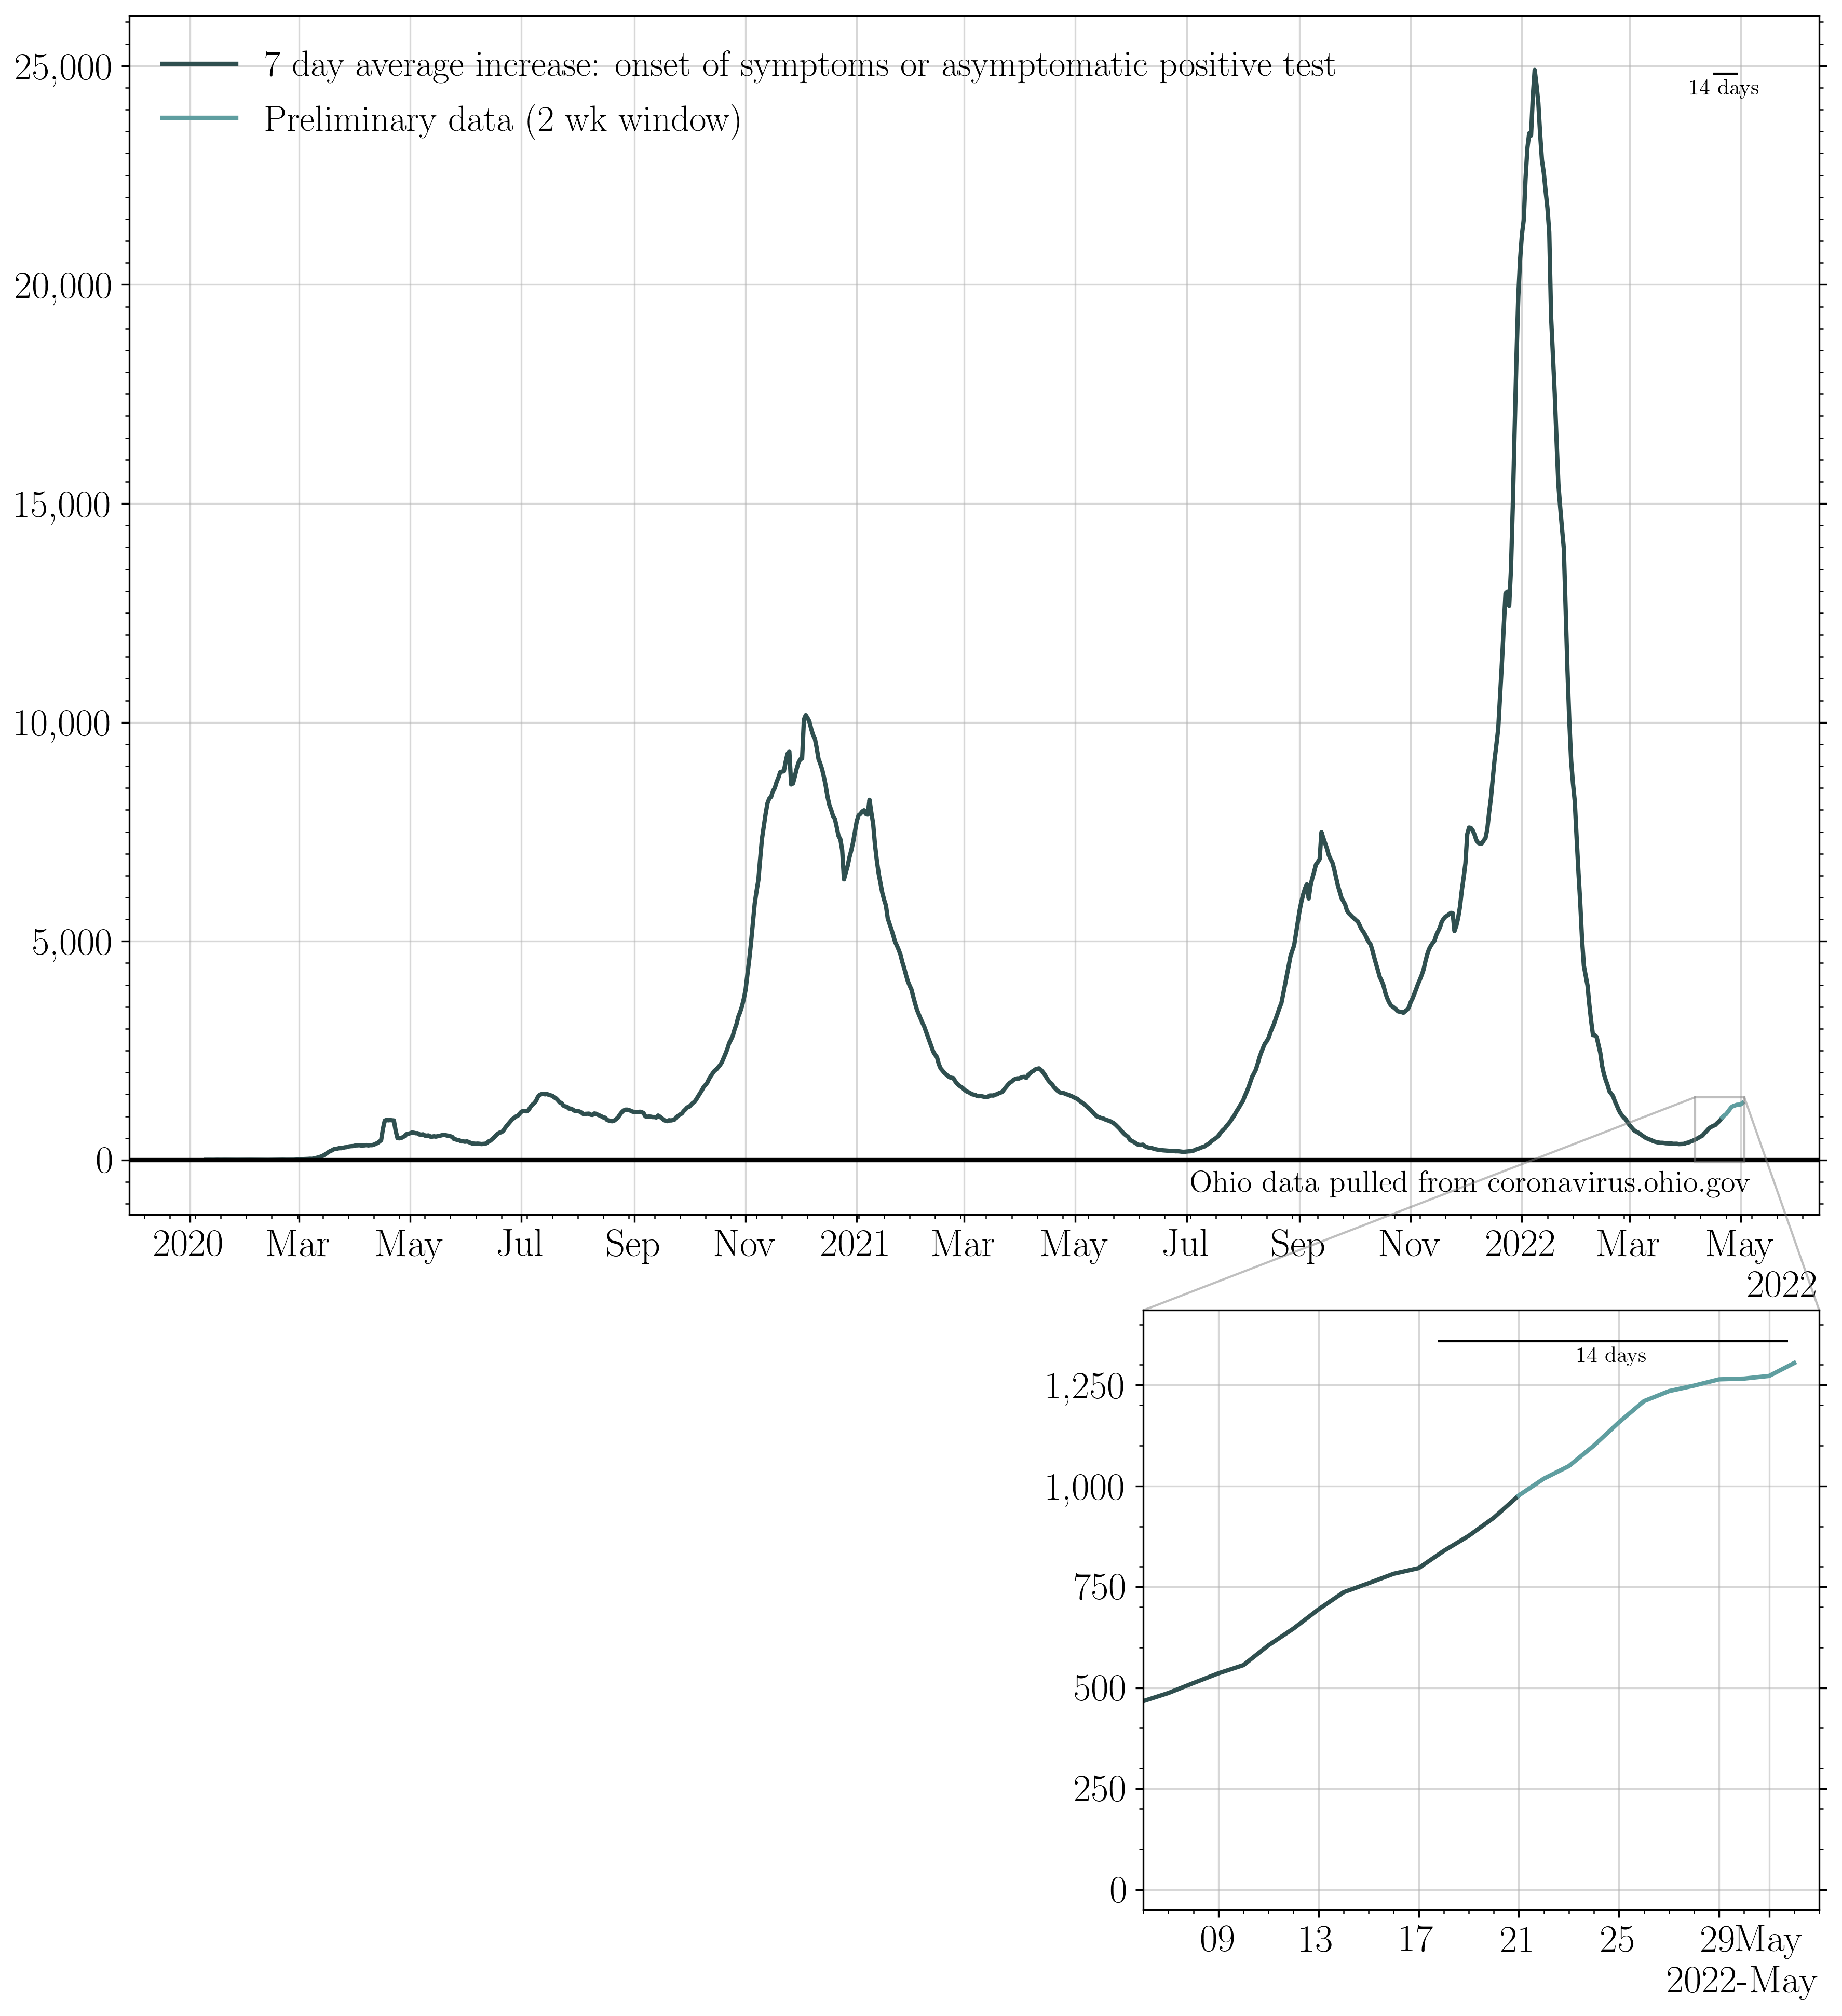 25,000
20,000
15,000
10,000
5,000
0
7 day average increase: onset of symptoms or asymptomatic positive test
Preliminary data (2 wk window)
14 days
Ohio data pulled from coronavirus.ohio.gov
2020 Mar May Jul Sep Nov 2021 Mar May Jul Sep Nov 2022 Mar May
2022
14 days
1,250
1,000
750
500
250
0
09 13 17 21 25 29 May
2022-May